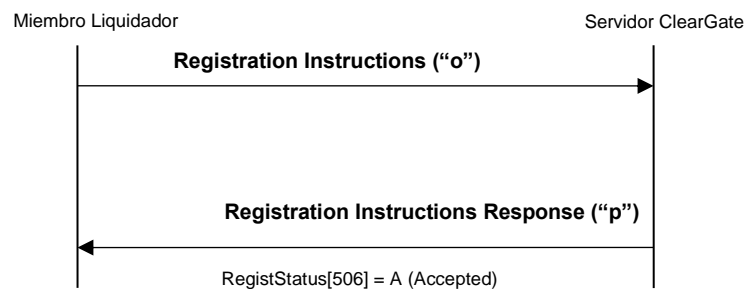 Miembro Liquidador
Servidor ClearGate
Registration Instructions (“o”)
Registration Instructions Response (“p”)
RegistStatus[506] = A (Accepted)